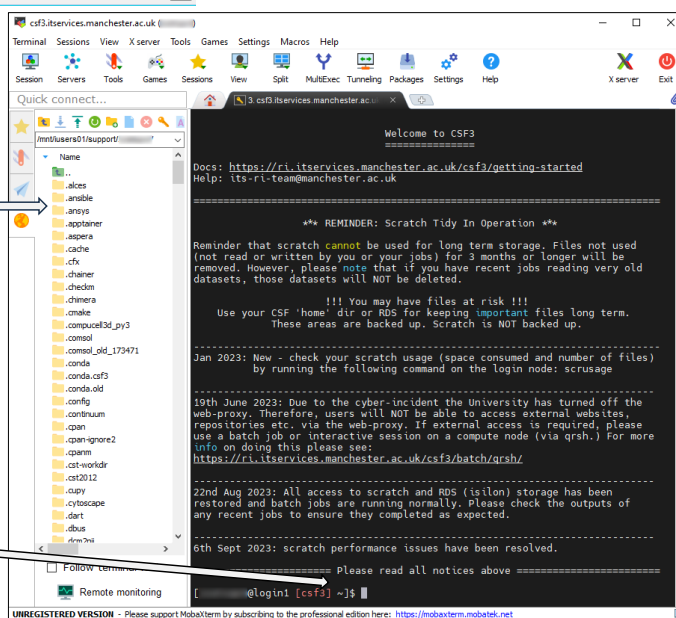 csf3.itservices.manchester.ac.uk (
Terminal Sessions View X server Tools Games Settings Macros Help
Session Servers Tools Games Sessions View Split MultiExec Tunneling Packages Settings Help X server Exit
Quick connect...
3. csf3.itservices.manchester.ac.u
/mnt/iusers01/support/
Name
..
.alces
.ansible
.ansys
.apptainer
.aspera
.cache
.cfx
.chainer
.checkm
.chimera
.cmake
.compucell3d_py3
.comsol
.comsol_old_173471
.conda
.conda.csf3
.conda.old
.config
.continuum
.cpan
.cpan-ignore2
.cpanm
.cst-workdir
.cst2012
.cupy
.cytoscape
.dart
.dbus
.dcm2nii
Follow termin
Remote monitoring
Welcome to CSF3
===============
Docs: https://ri.itservices.manchester.ac.uk/csf3/getting-started
Help: its-ri-team@manchester.ac.uk
*** REMINDER: Scratch Tidy In Operation ***
Reminder that scratch cannot be used for long term storage. Files not used
(not read or written by you or your jobs) for 3 months or longer will be
removed. However, please note that if you have recent jobs reading very old
datasets, those datasets will NOT be deleted.
!!! You may have files at risk !!!
Use your CSF 'home' dir or RDS for keeping important files long term.
These areas are backed up. Scratch is NOT backed up.
Jan 2023: New - check your scratch usage (space consumed and number of files)
by running the following command on the login node: scrusage
19th June 2023: Due to the cyber-incident the University has turned off the
web-proxy. Therefore, users will NOT be able to access external websites,
repositories etc. via the web-proxy. If external access is required, please
use a batch job or interactive session on a compute node (via qrsh.) For more
info on doing this please see:
https://ri.itservices.manchester.ac.uk/csf3/batch/qrsh/
22nd Aug 2023: All access to scratch and RDS (isilon) storage has been
restored and batch jobs are running normally. Please check the outputs of
any recent jobs to ensure they completed as expected.
6th Sept 2023: scratch performance issues have been resolved.
======================= Please read all notices above ========================
[ @login1 [csf3] ~]$
UNREGISTERED VERSION - Please support MobaXterm by subscribing to the professional edition here: https://mobaxterm.mobatek.net